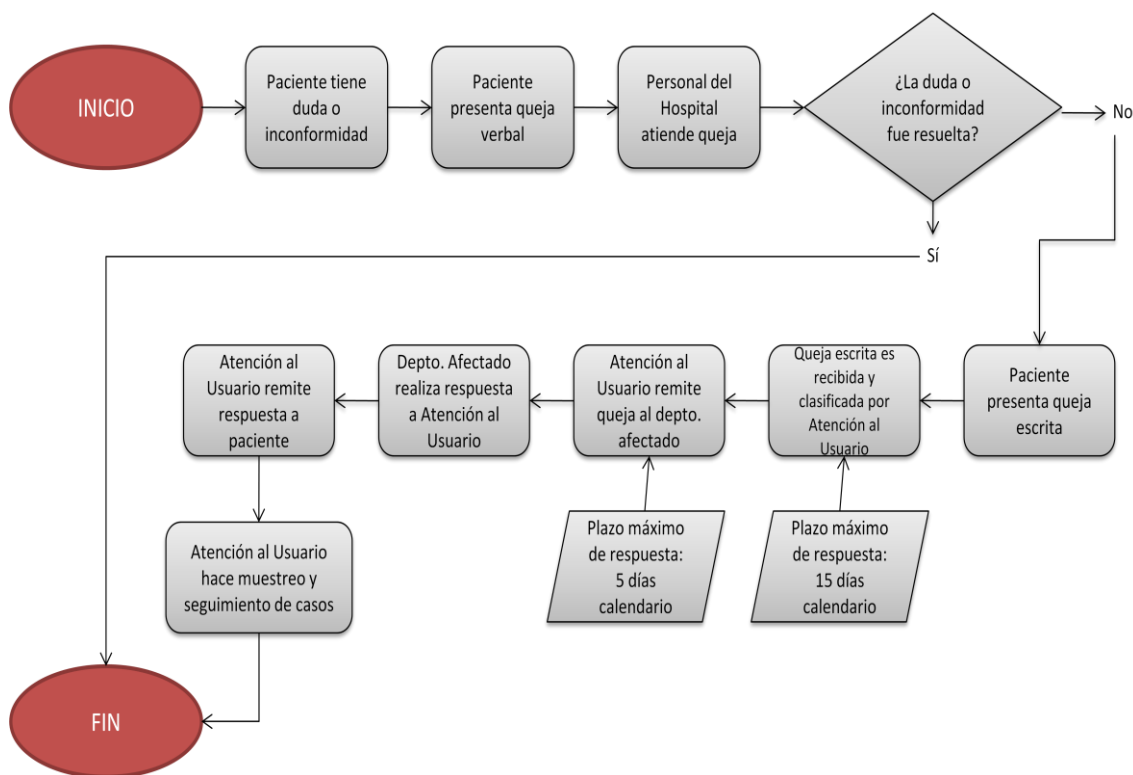 INICIO
Paciente tiene
duda o
inconformidad
Paciente
presenta queja
verbal
Personal del
Hospital
atiende queja
¿La duda o
inconformidad
fue resuelta?
No
Sí
Atención al
Usuario remite
respuesta a
paciente
Depto. Afectado
realiza respuesta
a Atención al
Usuario
Atención al
Usuario remite
queja al depto.
afectado
Queja escrita es
recibida y
clasificada por
Atención al
Usuario
Paciente
presenta queja
escrita
Atención al Usuario
hace muestreo y
seguimiento de casos
Plazo máximo
de respuesta:
5 días
calendario
Plazo máximo
de respuesta:
15 días
calendario
FIN